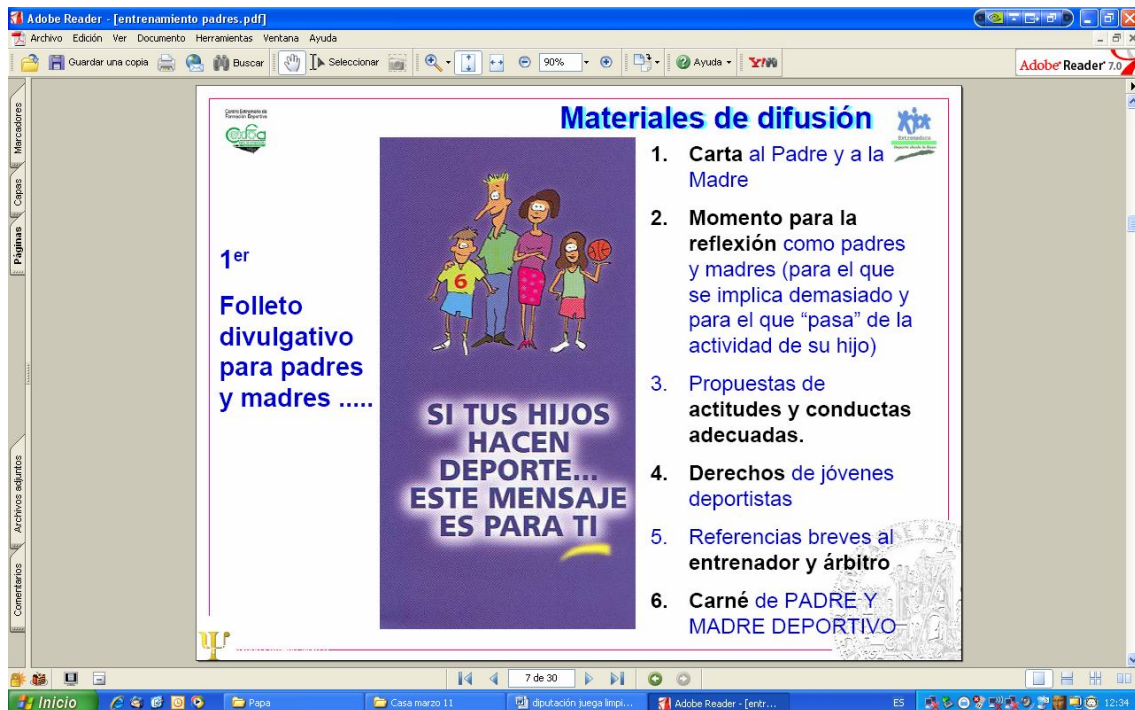 Adobe Reader - [entrenamiento padres.pdf]
Archivo Edición Ver Documento Herramientas Ventana Ayuda
Guardar una copia Buscar Seleccionar 90% Ayuda Y! Adobe Reader 7.0
Marcadores
Capas
Páginas
Archivos adjuntos
Comentarios
Centro Extremeño de
Formación Deportiva
Extremadura
Materiales de difusión
1er
Folleto
divulgativo
para padres
y madres .....
6
SI TUS HIJOS
HACEN
DEPORTE...
ESTE MENSAJE
ES PARA TI
1. Carta al Padre y a la
Madre
2. Momento para la
reflexión como padres
y madres (para el que
se implica demasiado y
para el que “pasa” de la
actividad de su hijo)
3. Propuestas de
actitudes y conductas
adecuadas.
4. Derechos de jóvenes
deportistas
5. Referencias breves al
entrenador y árbitro
6. Carné de PADRE Y
MADRE DEPORTIVO
7 de 30
Inicio Papa Casa marzo 11 diputación juega limpi... Adobe Reader - [entr... ES 12:34